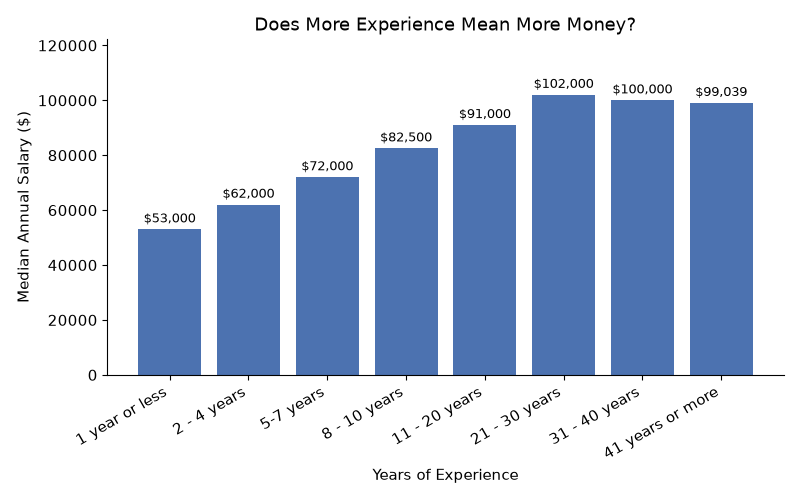 Does More Experience Mean More Money?
Median Annual Salary ($)
120000
100000
80000
60000
40000
20000
0
$53,000
$62,000
$72,000
$82,500
$91,000
$102,000
$100,000
$99,039
1 year or less
2 - 4 years
5-7 years
8 - 10 years
11 - 20 years
21 - 30 years
31 - 40 years
41 years or more
Years of Experience